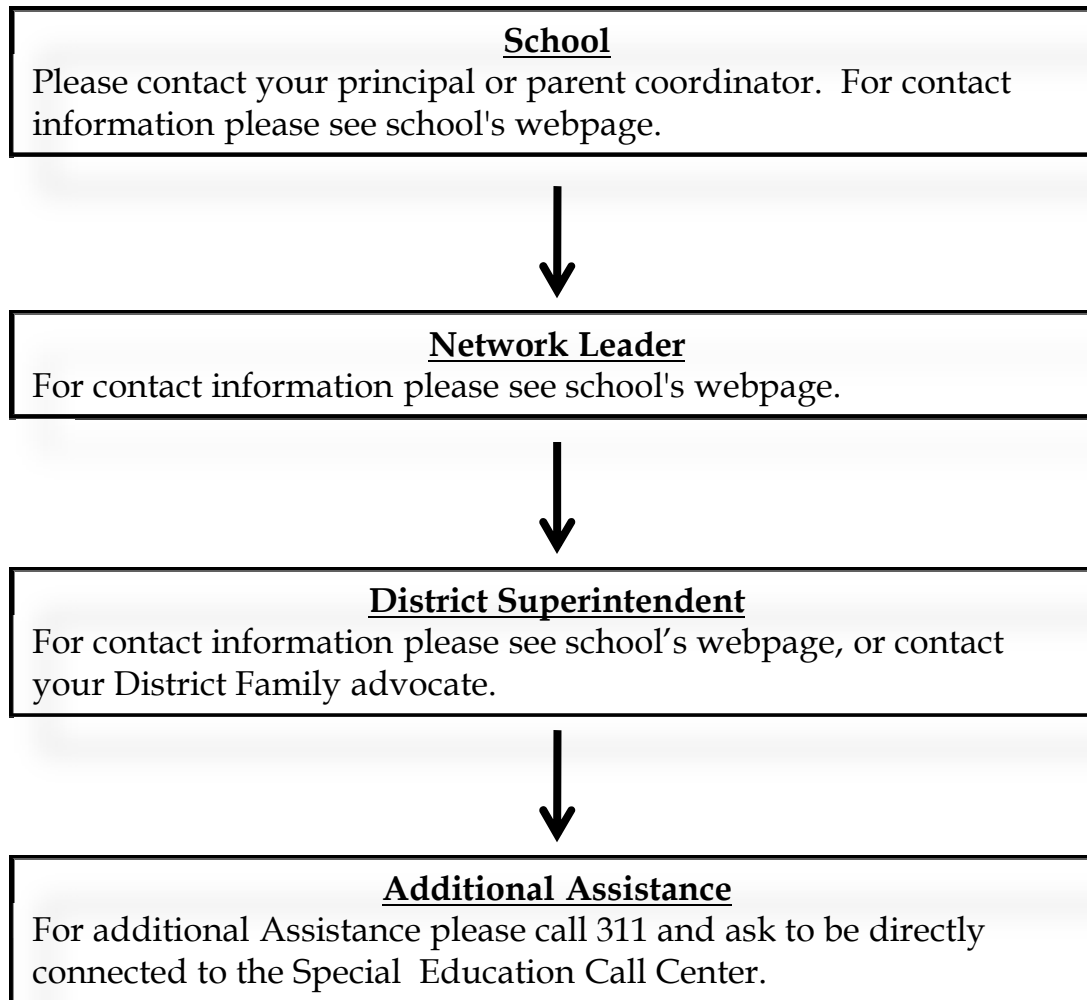 School
Please contact your principal or parent coordinator.  For contact
information please see school's webpage.
Network Leader
For contact information please see school's webpage.
District Superintendent
For contact information please see school’s webpage, or contact
your District Family advocate.
Additional Assistance
For additional Assistance please call 311 and ask to be directly
connected to the Special  Education Call Center.